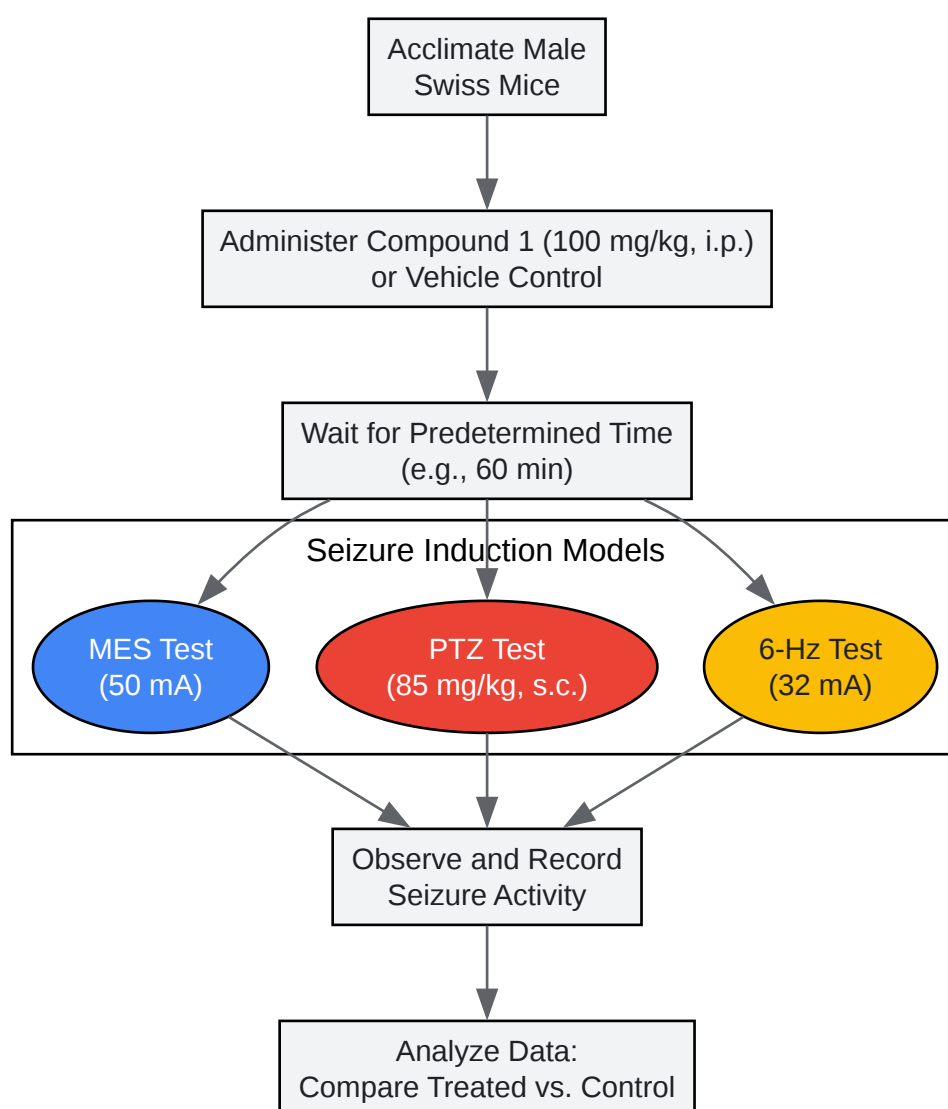 Acclimate Male
Swiss Mice
Administer Compound 1 (100 mg/kg, i.p.)
or Vehicle Control
Wait for Predetermined Time
(e.g., 60 min)
Seizure Induction Models
MES Test
(50 mA)
PTZ Test
(85 mg/kg, s.c.)
6-Hz Test
(32 mA)
Observe and Record
Seizure Activity
Analyze Data:
Compare Treated vs. Control